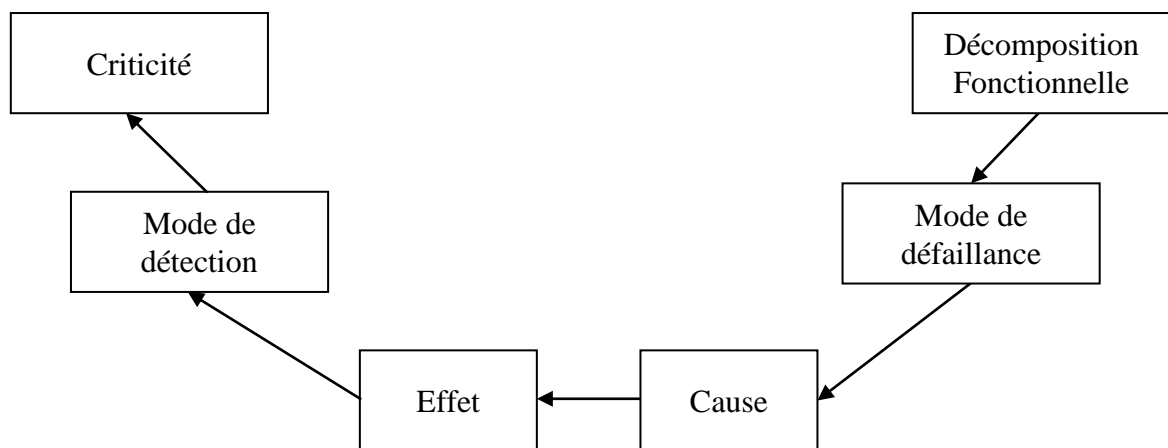 Criticité
Décomposition
Fonctionnelle
Mode de
détection
Mode de
défaillance
Effet
Cause